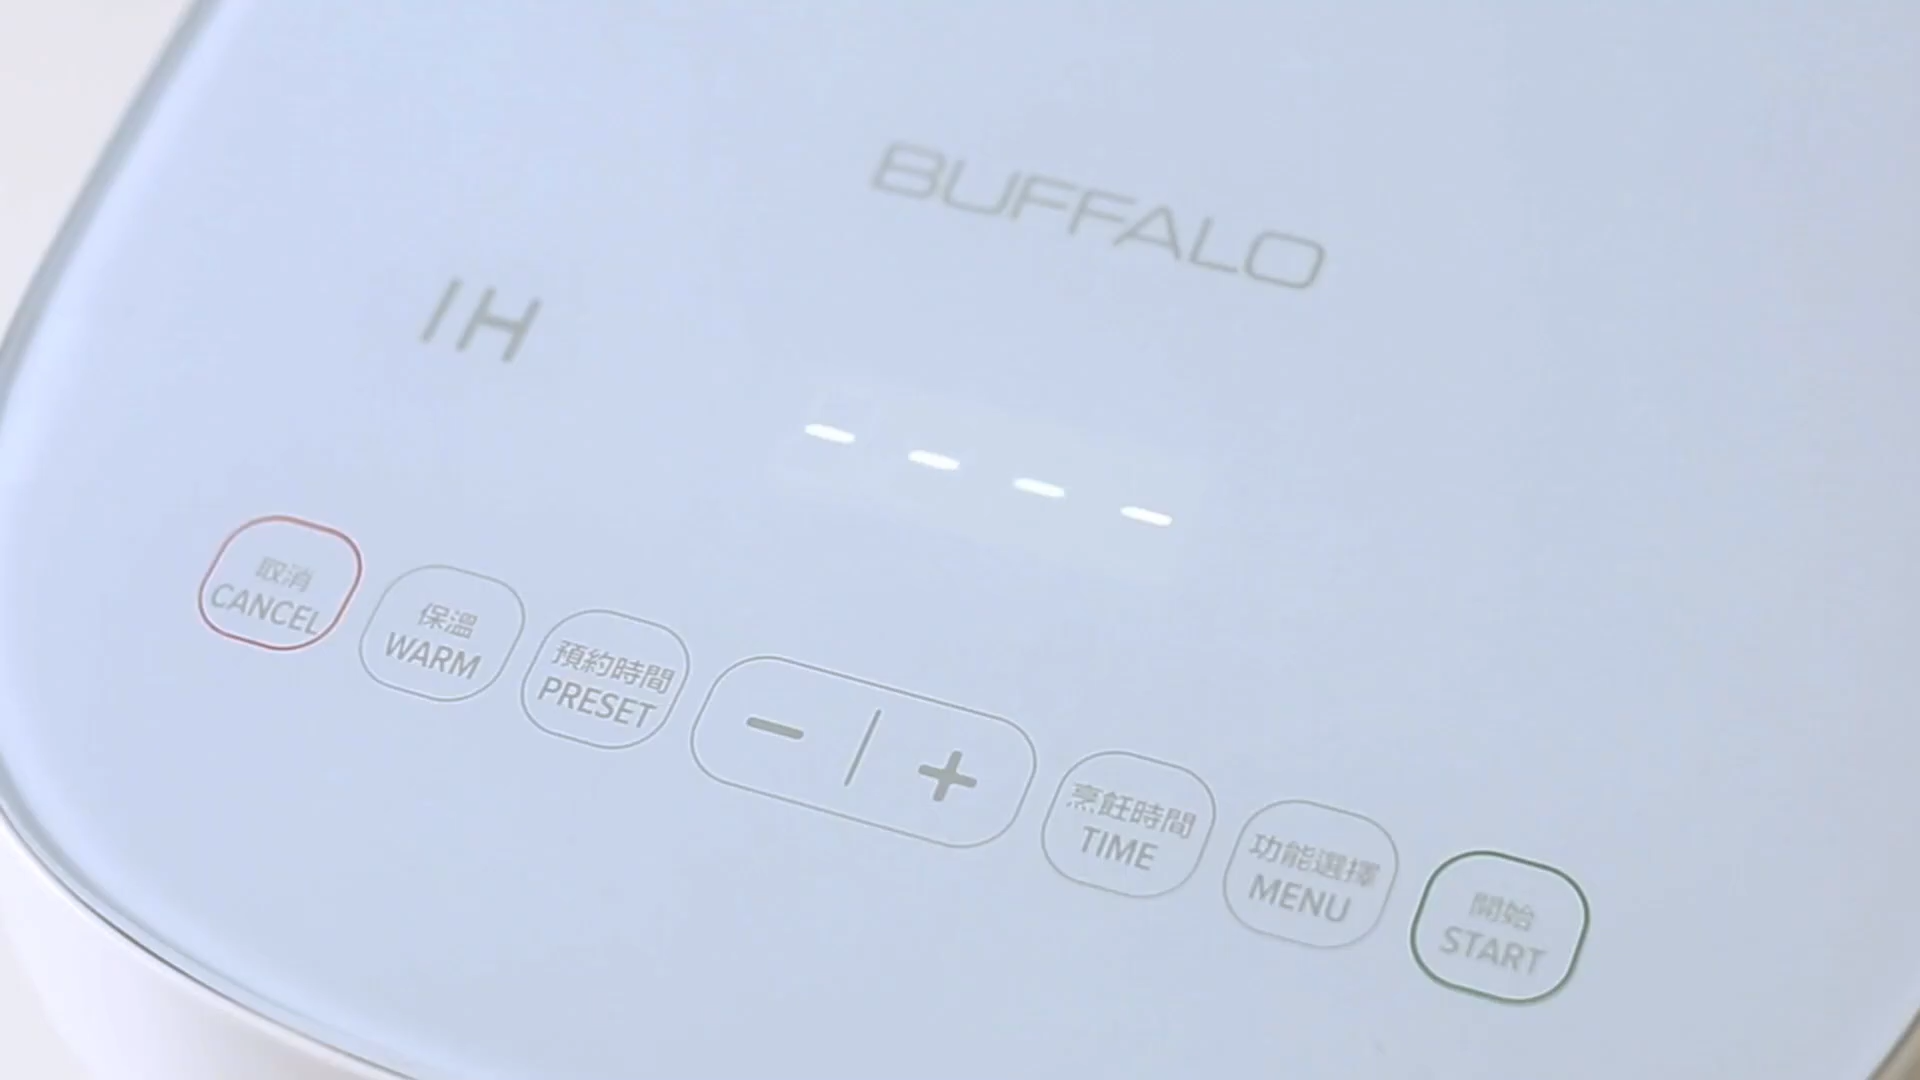 BUFFALO
IH
- - - -
取消
CANCEL
保溫
WARM
預約時間
PRESET
− | +
烹飪時間
TIME
功能選擇
MENU
開始
START